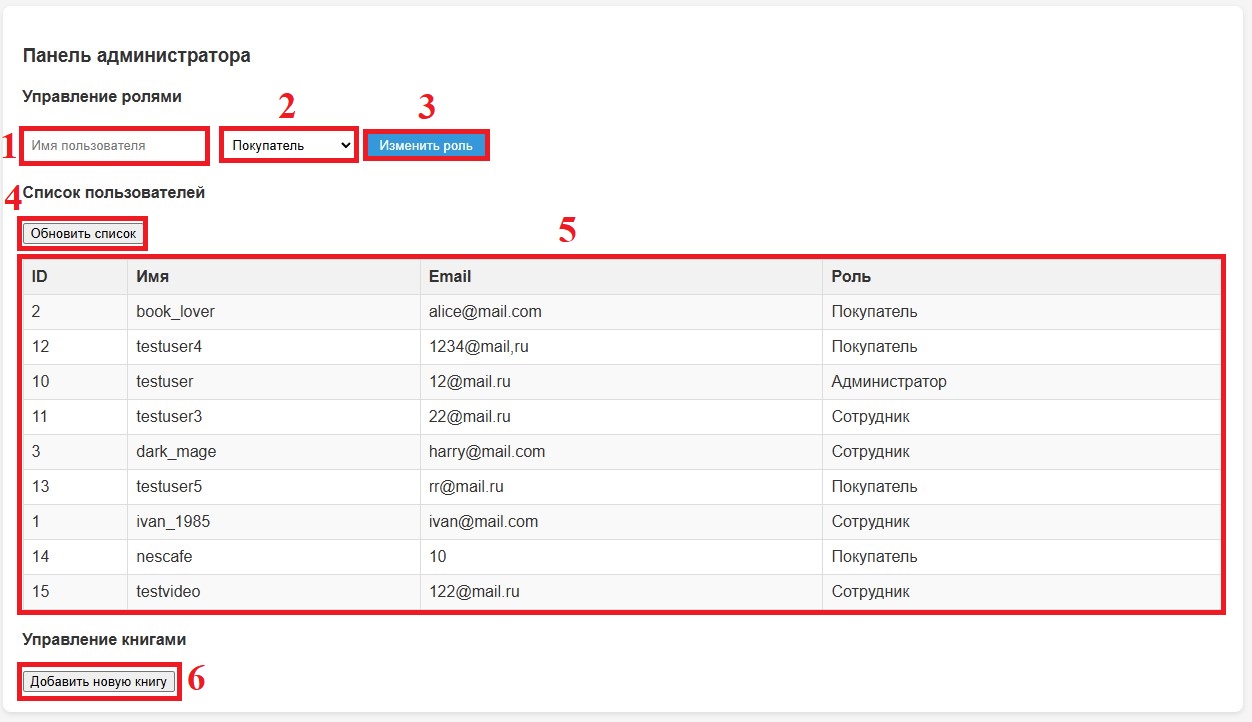 Панель администратора
Управление ролями
2
3
1 Имя пользователя Покупатель Изменить роль
4 Список пользователей
Обновить список
5
ID Имя Email Роль
2 book_lover alice@mail.com Покупатель
12 testuser4 1234@mail,ru Покупатель
10 testuser 12@mail.ru Администратор
11 testuser3 22@mail.ru Сотрудник
3 dark_mage harry@mail.com Сотрудник
13 testuser5 rr@mail.ru Покупатель
1 ivan_1985 ivan@mail.com Сотрудник
14 nescafe 10 Покупатель
15 testvideo 122@mail.ru Сотрудник
Управление книгами
Добавить новую книгу 6